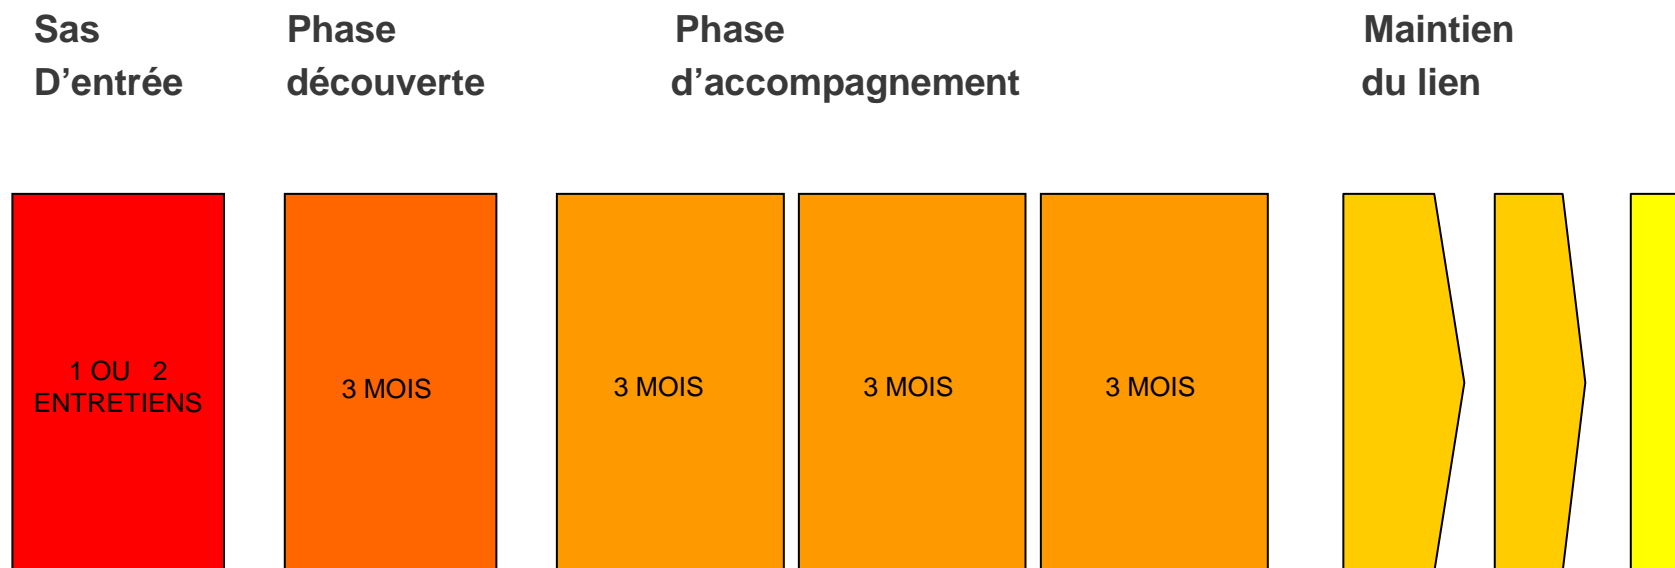 Sas
D’entrée
Phase
découverte
Phase
d’accompagnement
Maintien
du lien
1 OU 2
ENTRETIENS
3 MOIS
3 MOIS
3 MOIS
3 MOIS